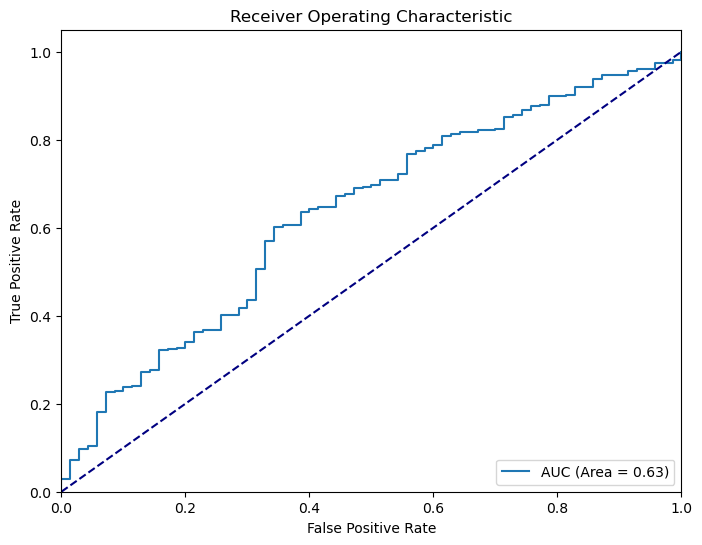 Receiver Operating Characteristic
True Positive Rate
1.0
0.8
0.6
0.4
0.2
0.0
0.0 0.2 0.4 0.6 0.8 1.0
False Positive Rate
AUC (Area = 0.63)